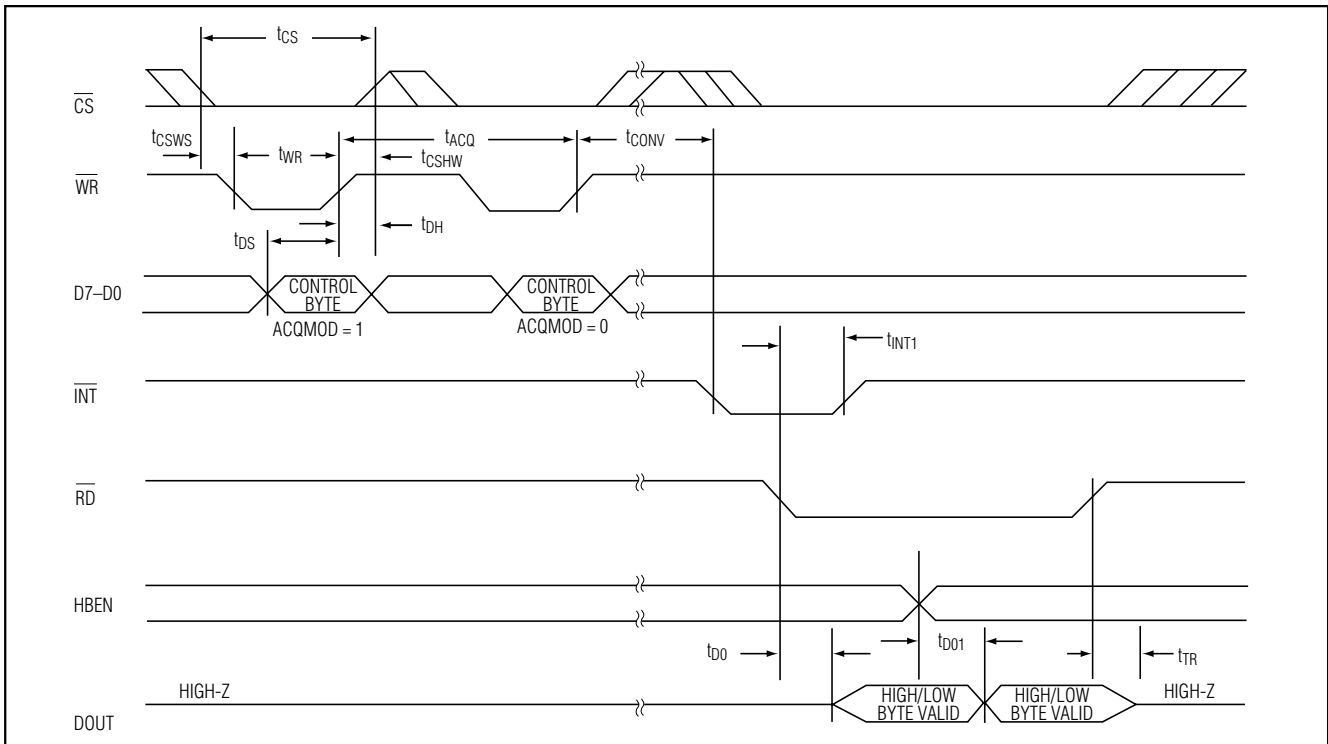 tCS
CS
tCSWS
tWR
tACQ
tCSHW
tCONV
WR
tDH
tDS
D7–D0
CONTROL
BYTE
ACQMOD = 1
CONTROL
BYTE
ACQMOD = 0
tINT1
INT
RD
HBEN
tD0
tD01
tTR
HIGH-Z
HIGH/LOW
BYTE VALID
HIGH/LOW
BYTE VALID
HIGH-Z
DOUT